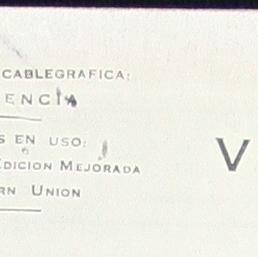 CABLEGRAFICA:
ENCIA
S EN USO:
EDICION MEJORADA
RN UNION
V